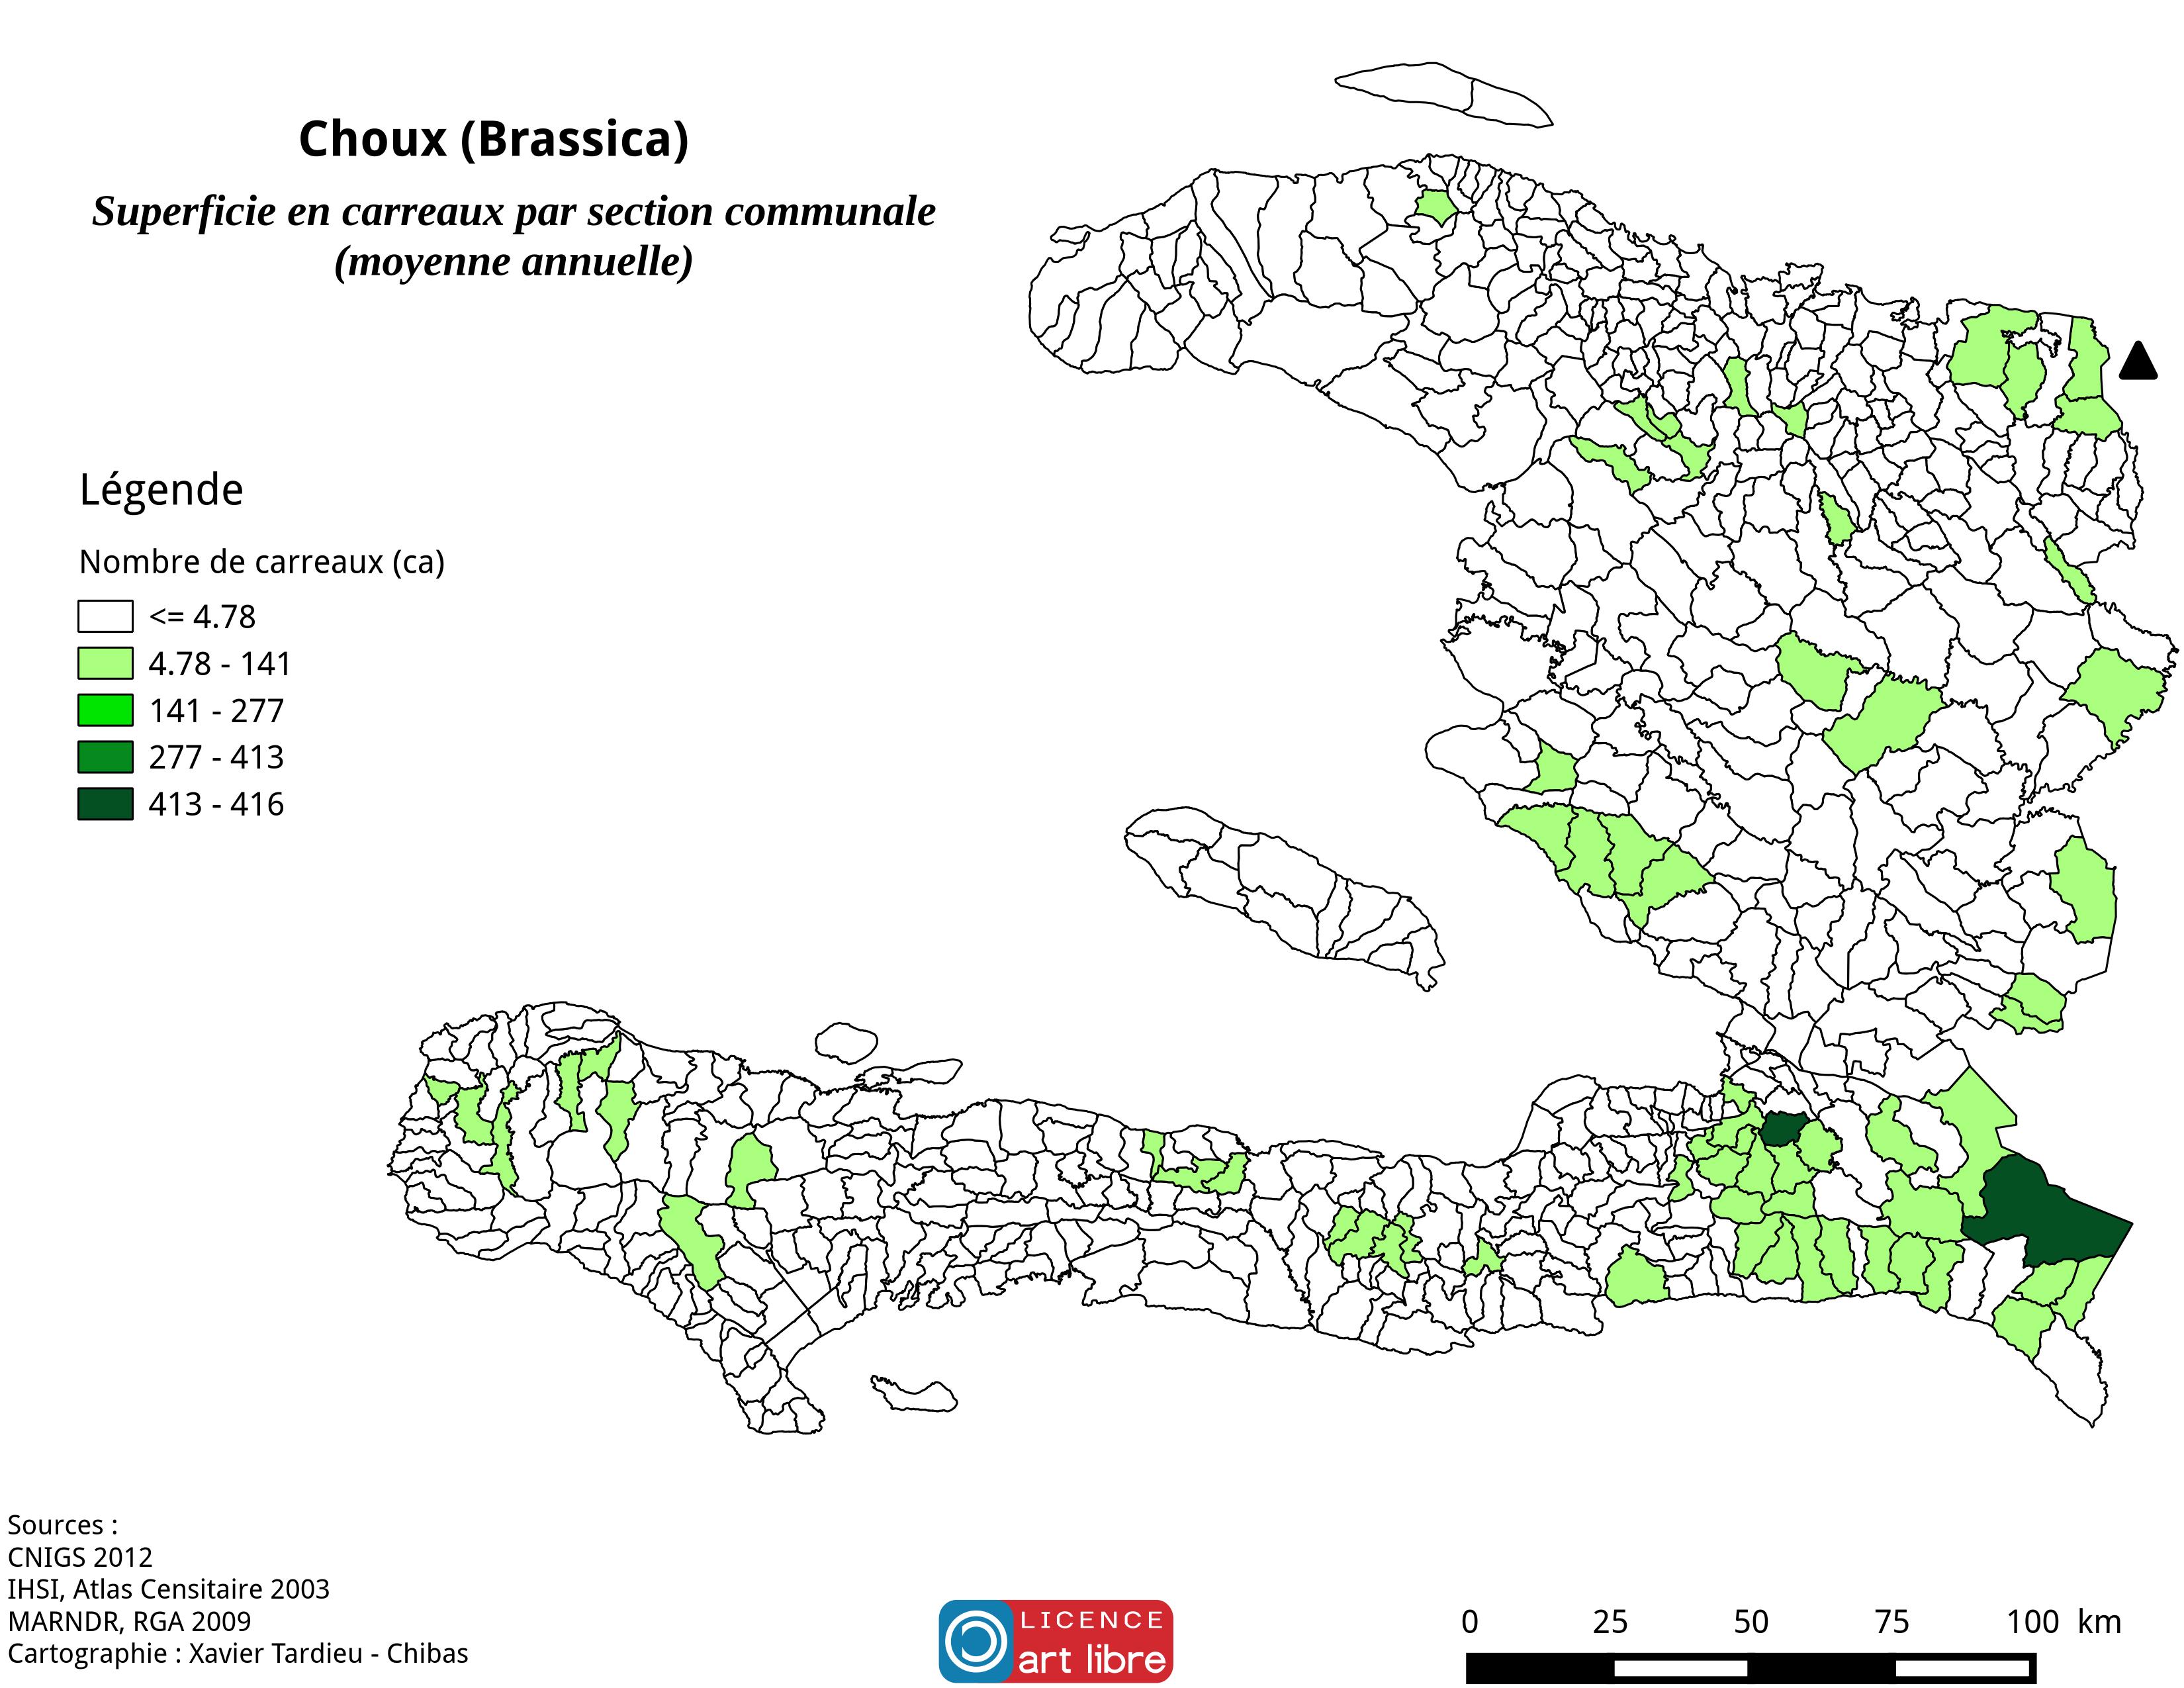 Choux (Brassica)
Superficie en carreaux par section communale
(moyenne annuelle)
Légende
Nombre de carreaux (ca)
<= 4.78
4.78 - 141
141 - 277
277 - 413
413 - 416
Sources :
CNIGS 2012
IHSI, Atlas Censitaire 2003
MARNDR, RGA 2009
Cartographie : Xavier Tardieu - Chibas
LICENCE
art libre
0 25 50 75 100 km